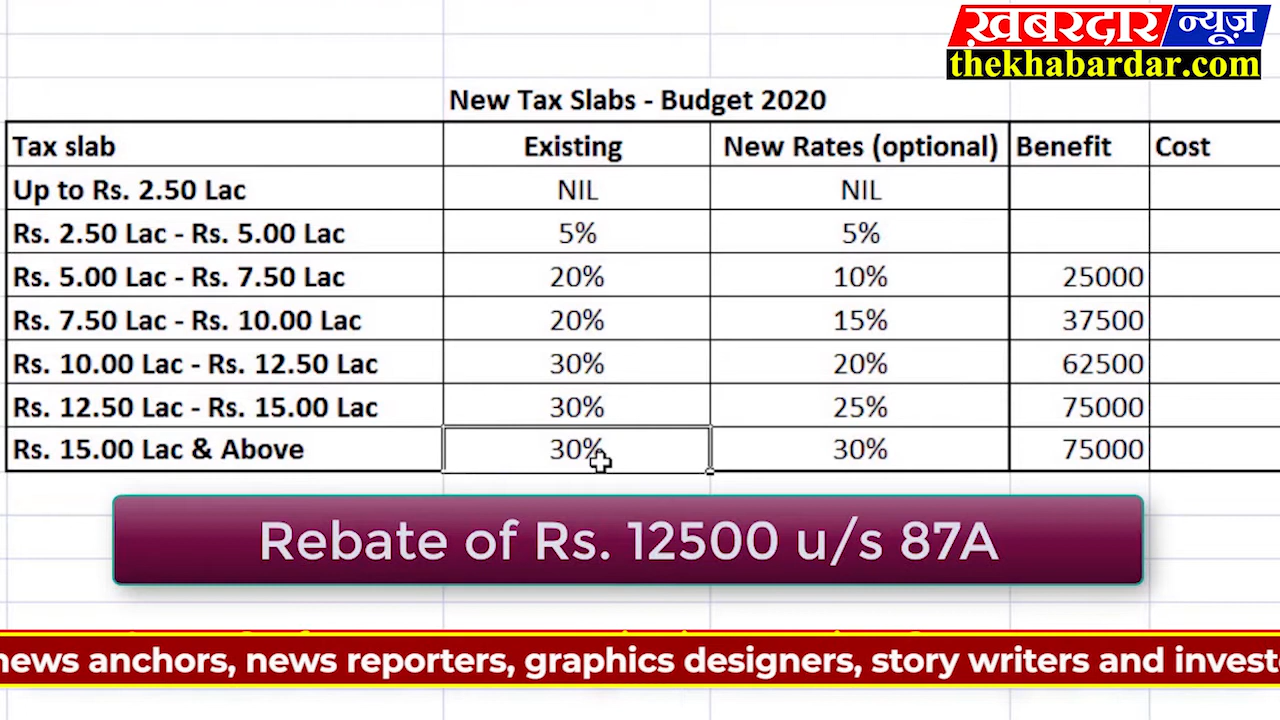 ख़बरदार न्यूज़
thekhabardar.com
New Tax Slabs - Budget 2020
Tax slab Existing New Rates (optional) Benefit Cost
Up to Rs. 2.50 Lac NIL NIL
Rs. 2.50 Lac - Rs. 5.00 Lac 5% 5%
Rs. 5.00 Lac - Rs. 7.50 Lac 20% 10% 25000
Rs. 7.50 Lac - Rs. 10.00 Lac 20% 15% 37500
Rs. 10.00 Lac - Rs. 12.50 Lac 30% 20% 62500
Rs. 12.50 Lac - Rs. 15.00 Lac 30% 25% 75000
Rs. 15.00 Lac & Above 30% 30% 75000
Rebate of Rs. 12500 u/s 87A
news anchors, news reporters, graphics designers, story writers and invest